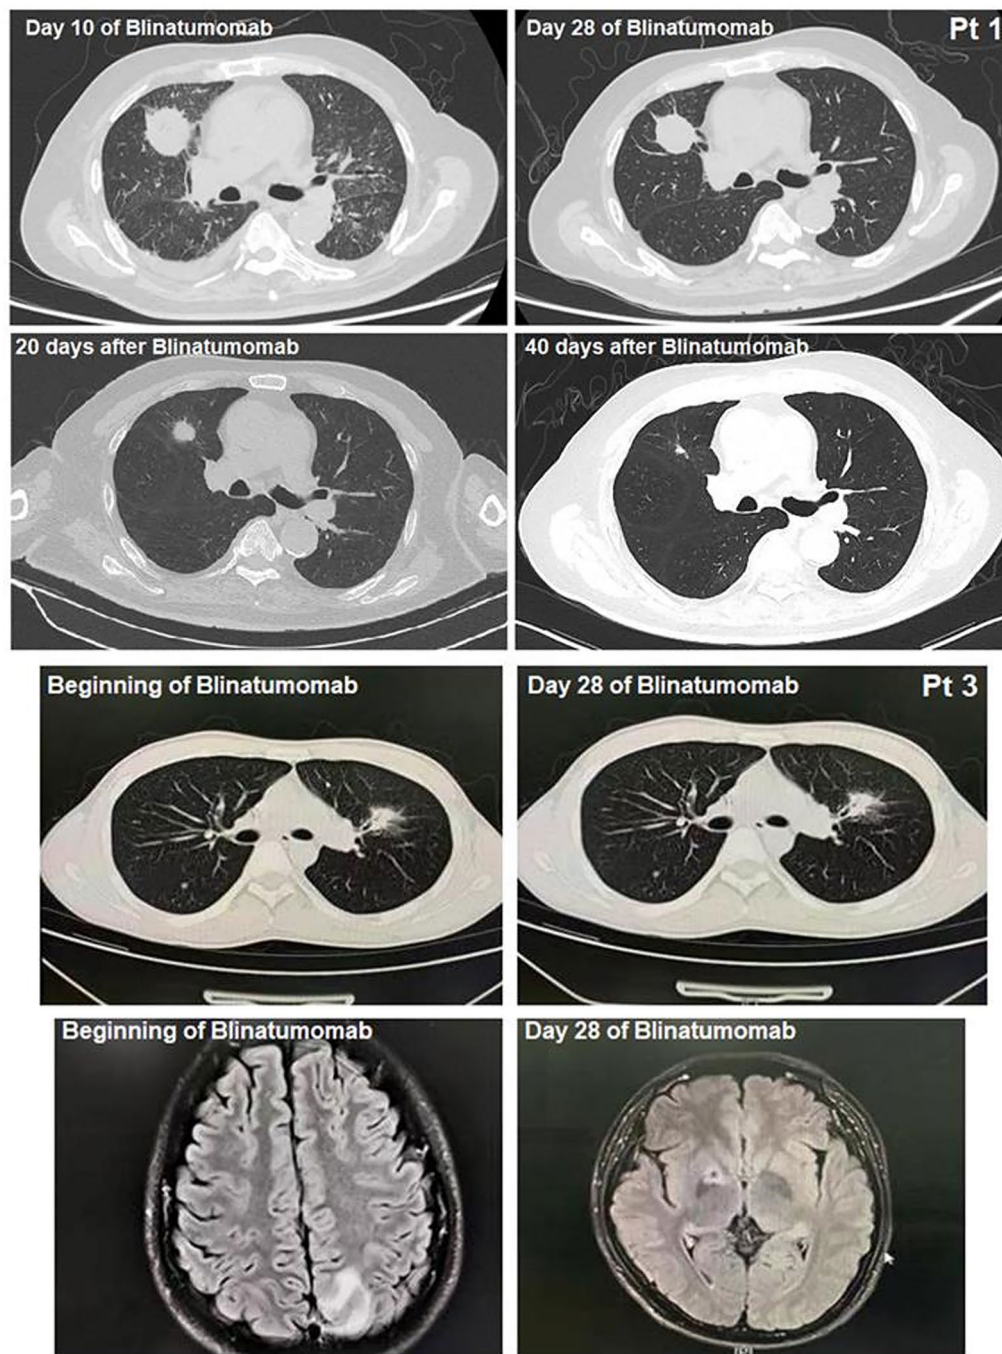 Day 10 of Blinatumomab
Day 28 of Blinatumomab
Pt 1
20 days after Blinatumomab
40 days after Blinatumomab
Beginning of Blinatumomab
Day 28 of Blinatumomab
Pt 3
Beginning of Blinatumomab
Day 28 of Blinatumomab